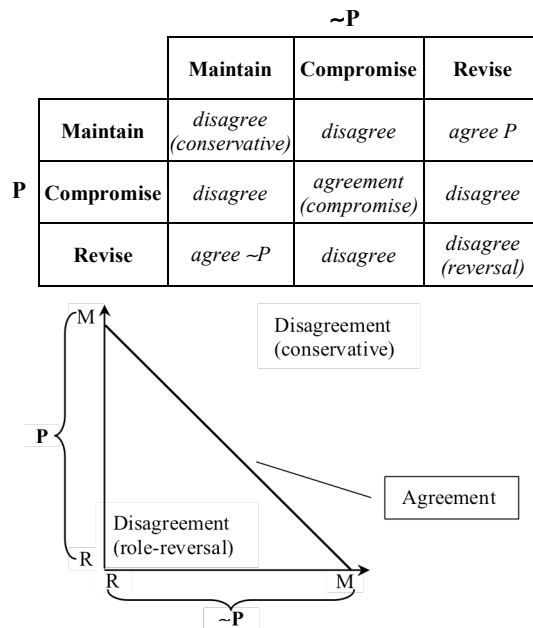 ~P
Maintain Compromise Revise
Maintain disagree (conservative) disagree agree P
P Compromise disagree agreement (compromise) disagree
Revise agree ~P disagree disagree (reversal)
M
Disagreement
(conservative)
P
Agreement
Disagreement
(role-reversal)
R
R M
~P